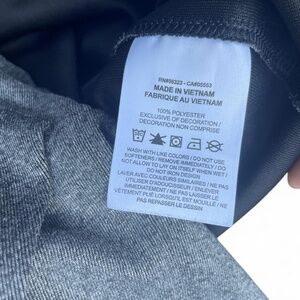 RN#56323 - CA#05553
MADE IN VIETNAM
FABRIQUE AU VIETNAM
100% POLYESTER
EXCLUSIVE OF DECORATION /
DECORATION NON COMPRISE
WASH WITH LIKE COLORS / DO NOT USE
SOFTENERS / REMOVE IMMEDIATELY / DO
NOT ALLOW TO LAY ON ITSELF WHEN WET /
DO NOT IRON DESIGN
LAVER AVEC COULEURS SIMILAIRES / NE PAS
UTILISER D'ADOUCISSEUR / ENLEVER
IMMEDIATEMENT / NE PAS LAISSER LE
VÊTEMENT PLIÉ LORSQU'IL EST MOUILLÉ / NE
PAS REPASSER LE DESSIN